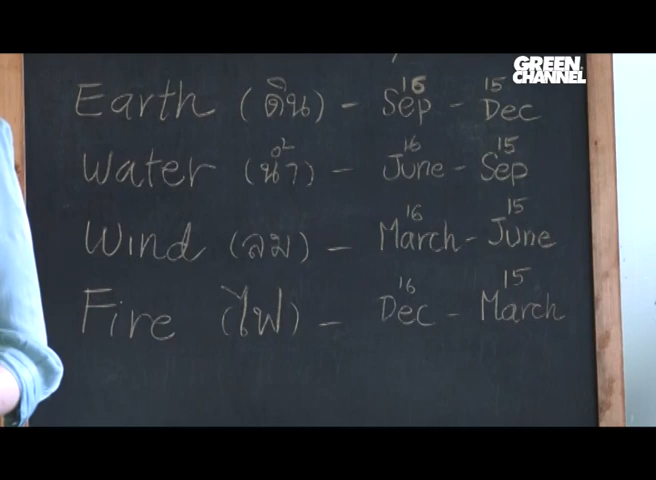 GREEN
CHANNEL
Earth (ดิน) - 16 Sep - 15 Dec
Water (น้ำ) - 16 June - 15 Sep
Wind (ลม) - 16 March - 15 June
Fire (ไฟ) - 16 Dec - 15 March